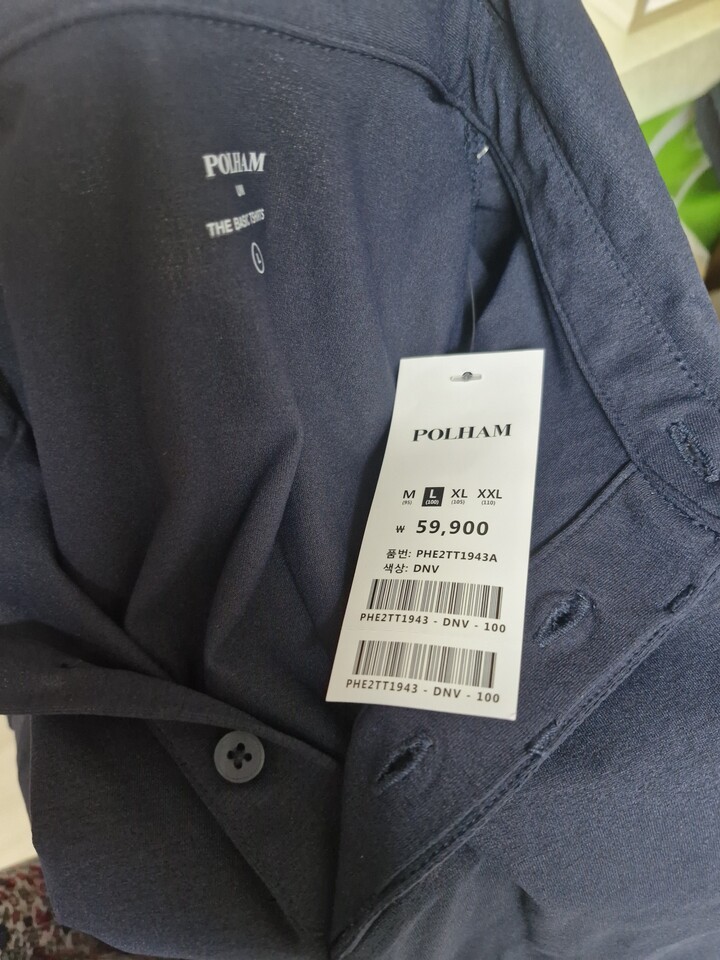 POLHAM
THE BASIC TSHIRTS
L
POLHAM
M L XL XXL
(95) (100) (105) (110)
₩ 59,900
품번: PHE2TT1943A
색상: DNV
PHE2TT1943 - DNV - 100
PHE2TT1943 - DNV - 100